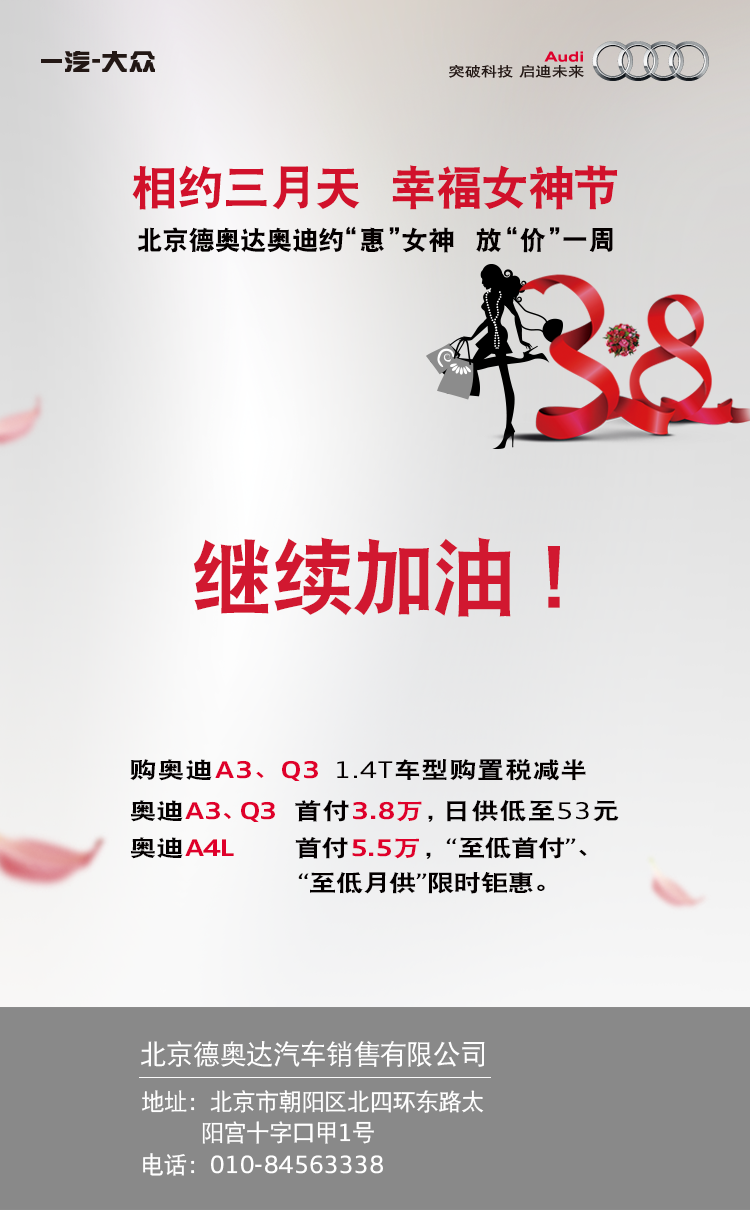 一汽-大众
Audi
突破科技 启迪未来
相约三月天 幸福女神节
北京德奥达奥迪约“惠”女神 放“价”一周
3.8
继续加油！
购奥迪A3、Q3 1.4T车型购置税减半
奥迪A3、Q3 首付3.8万，日供低至53元
奥迪A4L 首付5.5万，“至低首付”、
“至低月供”限时钜惠。
北京德奥达汽车销售有限公司
地址：北京市朝阳区北四环东路太
阳宫十字口甲1号
电话：010-84563338